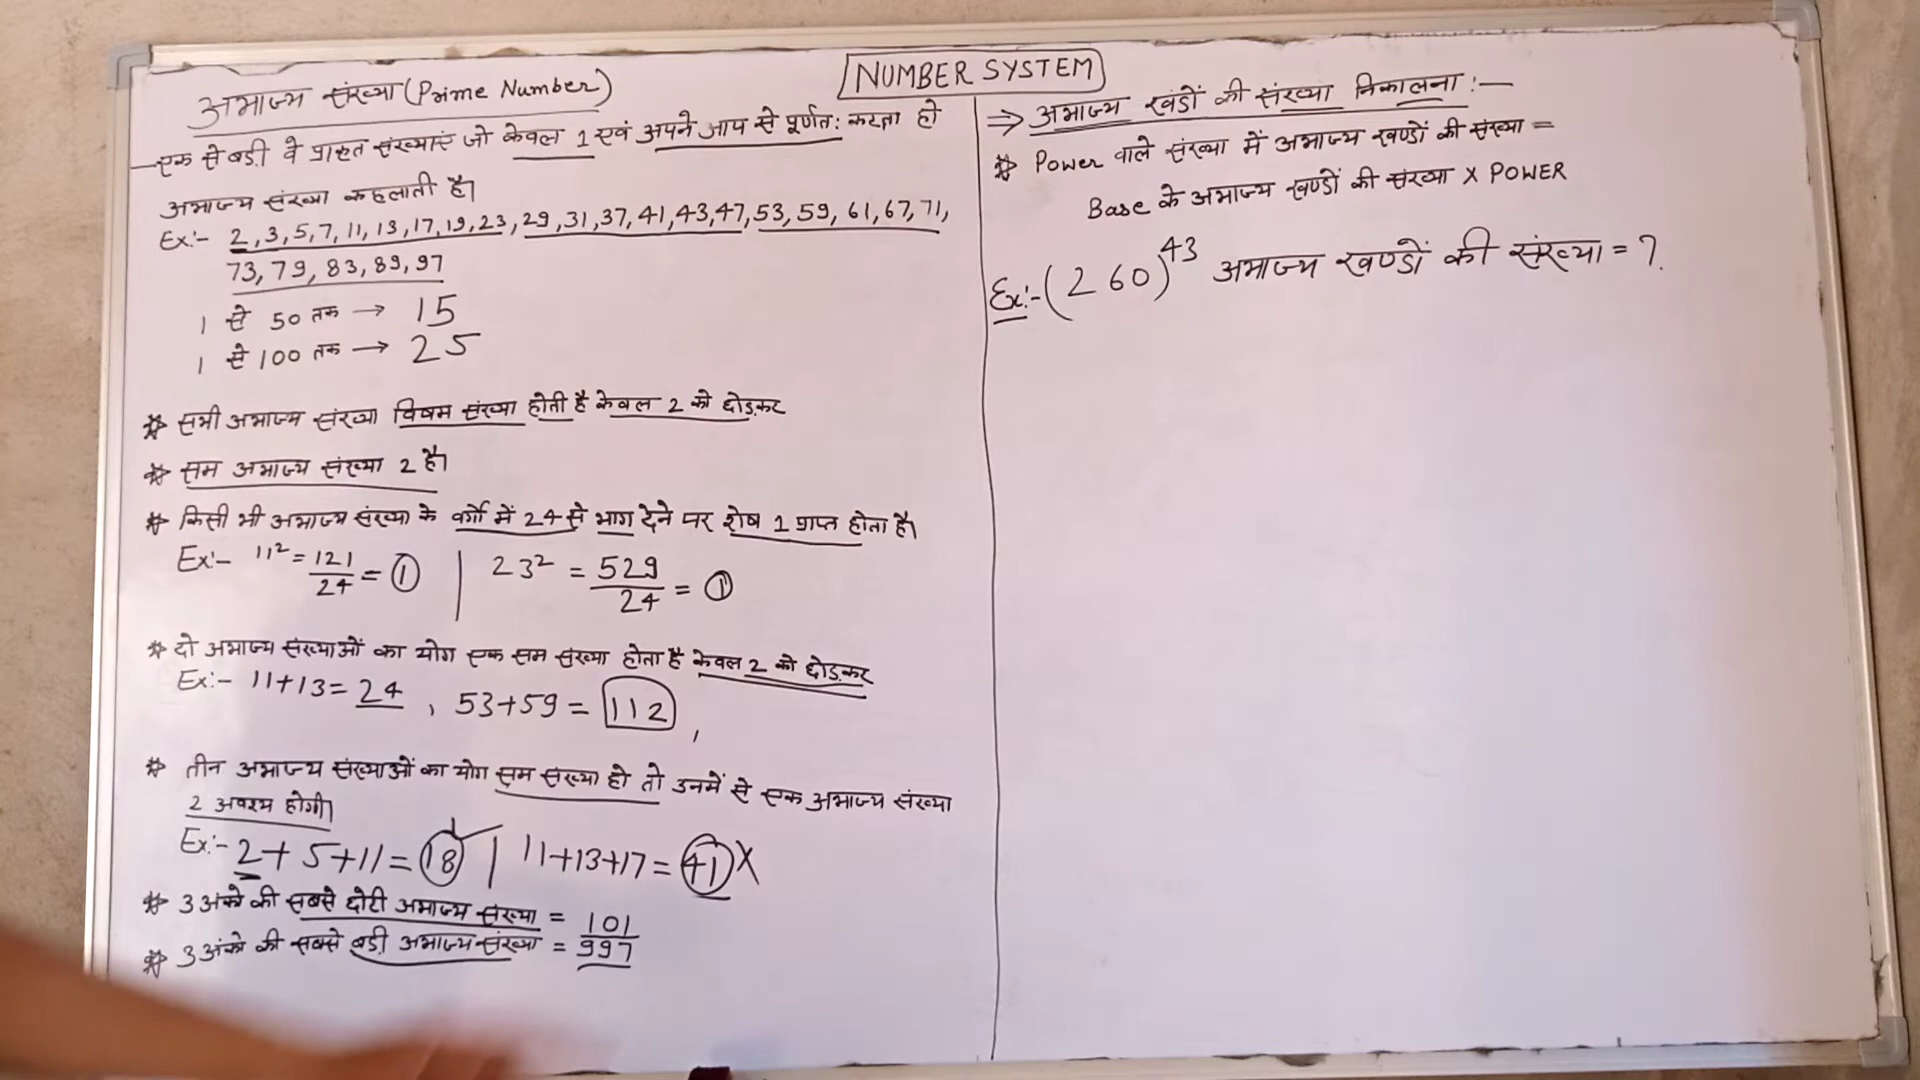 NUMBER SYSTEM
अभाज्य संख्या (Prime Number)
एक से बड़ी वे प्राकृत संख्याएं जो केवल 1 एवं अपने आप से पूर्णत: करता हो
अभाज्य संख्या कहलाती है।
Ex:- 2,3,5,7,11,13,17,19,23,29,31,37,41,43,47,53,59,61,67,71,
73,79,83,89,97
1 से 50 तक → 15
1 से 100 तक → 25
* सभी अभाज्य संख्या विषम संख्या होती है केवल 2 को छोड़कर
* सम अभाज्य संख्या 2 है।
* किसी भी अभाज्य संख्या के वर्गो में 24 से भाग देने पर शेष 1 प्राप्त होता है।
Ex:- 11² = 121/24 = 1 | 23² = 529/24 = 1
* दो अभाज्य संख्याओं का योग एक सम संख्या होता है केवल 2 को छोड़कर
Ex:- 11+13 = 24, 53+59 = 112,
* तीन अभाज्य संख्याओं का योग सम संख्या हो तो उनमें से एक अभाज्य संख्या
2 अवश्य होगी।
Ex:- 2+5+11 = 18 | 11+13+17 = 41 X
* 3 अंको की सबसे छोटी अभाज्य संख्या = 101
* 3 अंको की सबसे बड़ी अभाज्य संख्या = 997
⇒ अभाज्य खंडों की संख्या निकालना :—
* Power वाले संख्या में अभाज्य खण्डों की संख्या =
Base के अभाज्य खण्डों की संख्या X POWER
Ex:- (260)⁴³ अभाज्य खण्डों की संख्या = ?